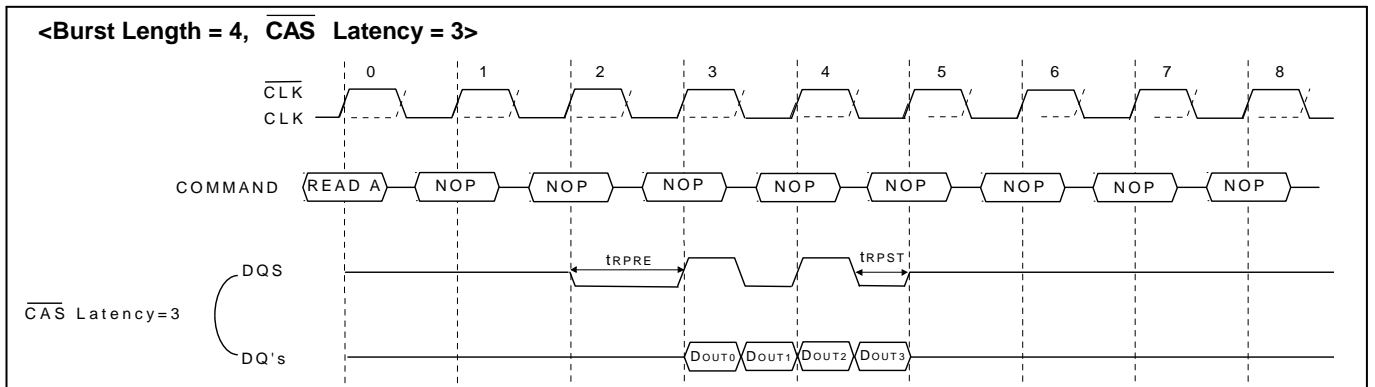 <Burst Length = 4, CAS Latency = 3>
0 1 2 3 4 5 6 7 8
CLK
CLK
COMMAND READ A NOP NOP NOP NOP NOP NOP NOP NOP
DQS tRPRE tRPST
CAS Latency=3
DQ's DOUT0 DOUT1 DOUT2 DOUT3